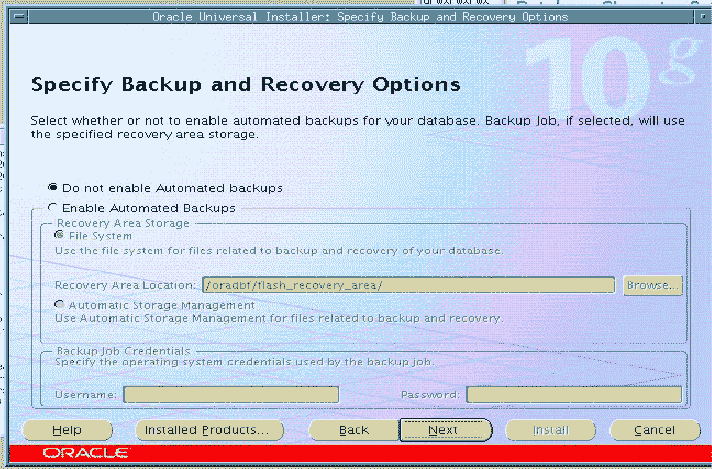 Oracle Universal Installer: Specify Backup and Recovery Options
10g
Specify Backup and Recovery Options
Select whether or not to enable automated backups for your database. Backup Job, if selected, will use
the specified recovery area storage.
Do not enable Automated backups
Enable Automated Backups
Recovery Area Storage
File System
Use the file system for files related to backup and recovery of your database.
Recovery Area Location: /oradbf/flash_recovery_area/ Browse...
Automatic Storage Management
Use Automatic Storage Management for files related to backup and recovery.
Backup Job Credentials
Specify the operating system credentials used by the backup job.
Username: Password:
Help Installed Products... Back Next Install Cancel
ORACLE